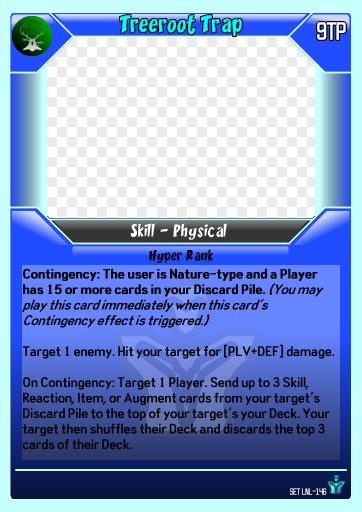 Treeroot Trap
9TP
Skill - Physical
Hyper Rank
Contingency: The user is Nature-type and a Player
has 15 or more cards in your Discard Pile. (You may
play this card immediately when this card's
Contingency effect is triggered.)
Target 1 enemy. Hit your target for [PLV+DEF] damage.
On Contingency: Target 1 Player. Send up to 3 Skill,
Reaction, Item, or Augment cards from your target's
Discard Pile to the top of your target's your Deck. Your
target then shuffles their Deck and discards the top 3
cards of their Deck.
SET LNL-146